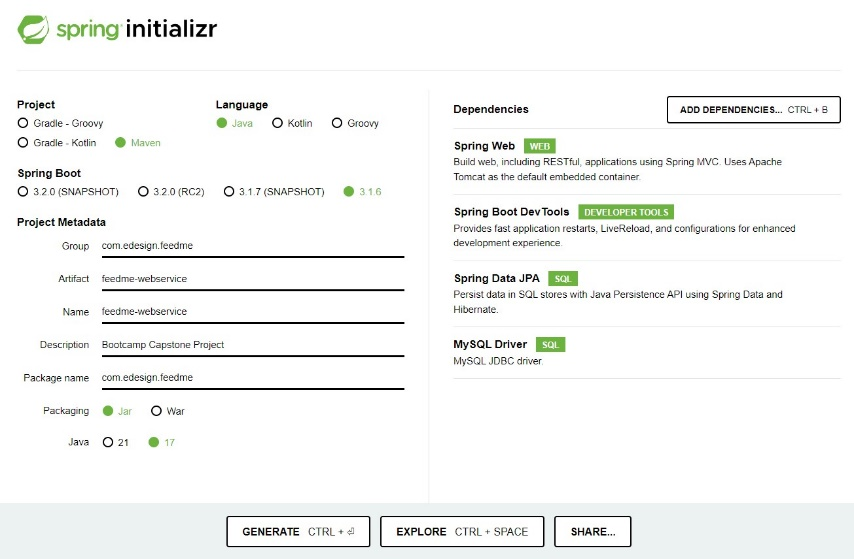 spring initializr
Project
Gradle - Groovy
Gradle - Kotlin Maven
Language
Java Kotlin Groovy
Spring Boot
3.2.0 (SNAPSHOT) 3.2.0 (RC2) 3.1.7 (SNAPSHOT) 3.1.6
Project Metadata
Group com.edesign.feedme
Artifact feedme-webservice
Name feedme-webservice
Description Bootcamp Capstone Project
Package name com.edesign.feedme
Packaging Jar War
Java 21 17
Dependencies
ADD DEPENDENCIES... CTRL + B
Spring Web WEB
Build web, including RESTful, applications using Spring MVC. Uses Apache
Tomcat as the default embedded container.
Spring Boot DevTools DEVELOPER TOOLS
Provides fast application restarts, LiveReload, and configurations for enhanced
development experience.
Spring Data JPA SQL
Persist data in SQL stores with Java Persistence API using Spring Data and
Hibernate.
MySQL Driver SQL
MySQL JDBC driver.
GENERATE CTRL + ⏎
EXPLORE CTRL + SPACE
SHARE...